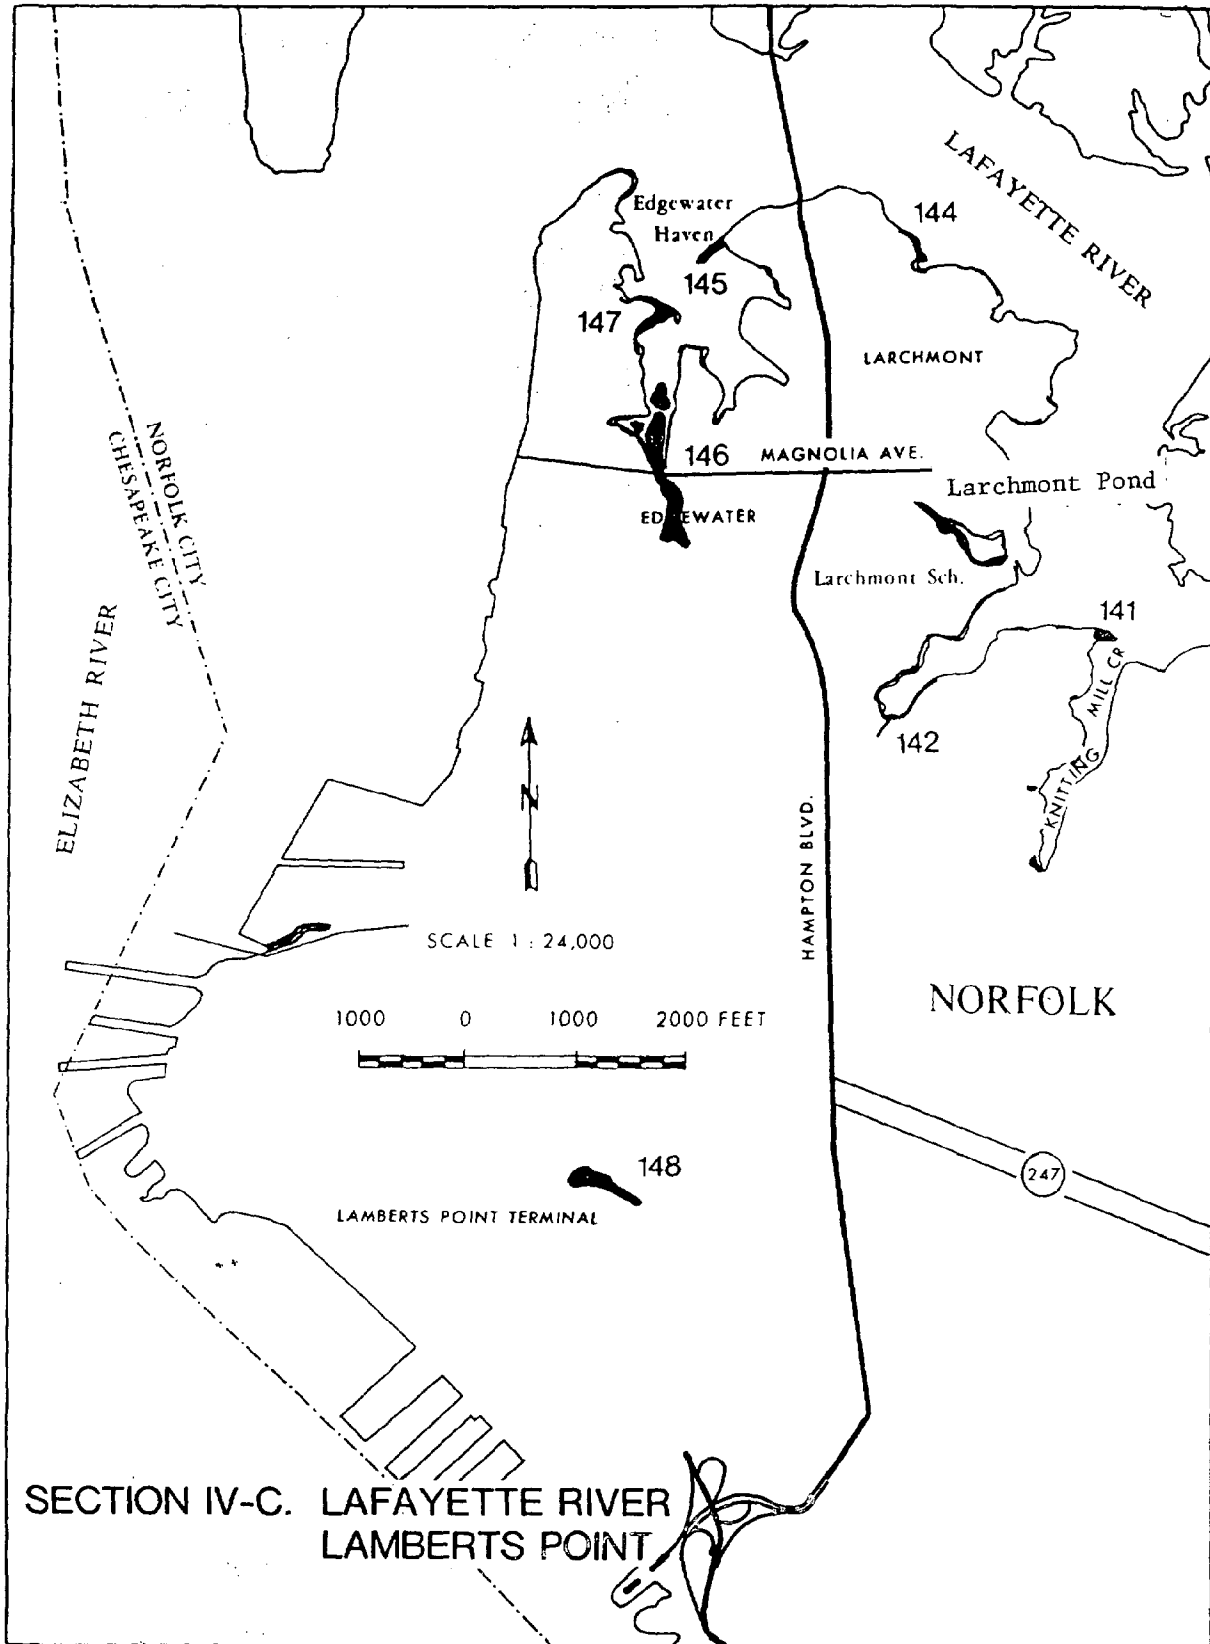 LAFAYETTE RIVER
Edgewater
Haven
144
145
147
LARCHMONT
NORFOLK CITY
CHESAPEAKE CITY
146
MAGNOLIA AVE.
Larchmont Pond
EDGEWATER
Larchmont Sch.
141
ELIZABETH RIVER
142
KNITTING MILL CR
N
HAMPTON BLVD.
SCALE 1 : 24,000
NORFOLK
1000 0 1000 2000 FEET
148
247
LAMBERTS POINT TERMINAL
SECTION IV-C. LAFAYETTE RIVER
LAMBERTS POINT